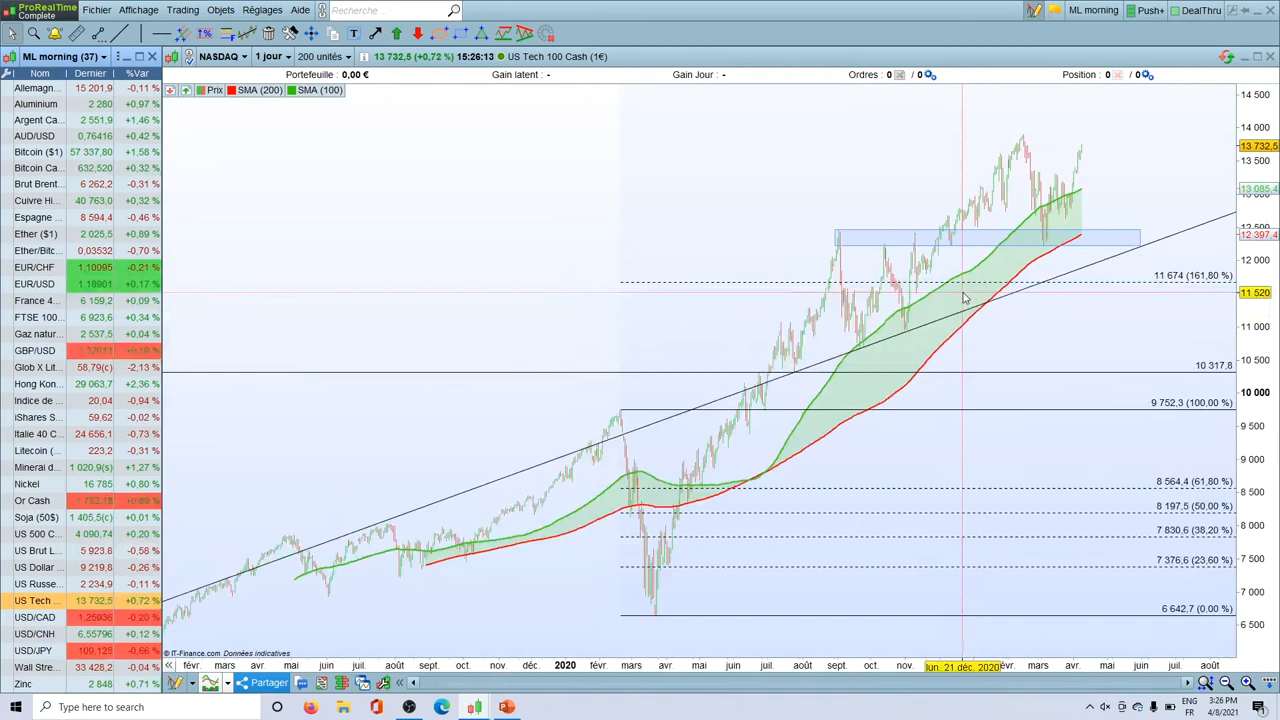 ProRealTime
Complete
Fichier Affichage Trading Objets Réglages Aide
Recherche ...
ML morning Push+ DealThru
ML morning (37)
NASDAQ 1 jour 200 unités 13 732,5 (+0,72 %) 15:26:13 US Tech 100 Cash (1€)
Portefeuille : 0,00 € Gain latent : - Gain Jour : - Ordres : 0 / 0 Position : 0 / 0
Nom Dernier %Var
Prix SMA (200) SMA (100)
Allemagn... 15 201,9 -0,11 %
Aluminium 2 280 +0,97 %
Argent Ca... 2 551,9 +1,46 %
AUD/USD 0,76416 +0,42 %
Bitcoin ($1) 57 337,80 +1,58 %
Bitcoin Ca... 632,520 +0,32 %
Brut Brent... 6 262,2 -0,31 %
Cuivre Hi... 40 763,0 +0,32 %
Espagne ... 8 594,4 -0,46 %
Ether ($1) 2 025,5 +0,89 %
Ether/Bitc... 0,03532 -0,70 %
EUR/CHF 1,10095 -0,21 %
EUR/USD 1,18901 +0,17 %
France 4... 6 159,2 +0,09 %
FTSE 100... 6 923,6 +0,34 %
Gaz natur... +0,04 %
GBP/USD
Glob X Lit... 58,79(c) -2,13 %
Hong Kon... 29 063,7 +2,36 %
Indice de ... 20,04 -0,94 %
iShares S... 59,62 -0,02 %
Italie 40 C... 24 656,1 -0,73 %
Litecoin (... 223,2 -0,31 %
Minerai d... 1 020,9(s) +1,27 %
Nickel 16 785 +0,80 %
Or Cash
Soja (50$) 1 405,5(c) +0,01 %
US 500 C... 4 090,74 +0,20 %
US Brut L... 5 923,8 -0,58 %
US Dollar ... 9 219,8 -0,26 %
US Russe... 2 234,9 -0,11 %
US Tech ... 13 732,5 +0,72 %
USD/CAD 1,25936 -0,20 %
USD/CNH 6,55796 +0,12 %
USD/JPY 109,125 -0,66 %
Wall Stre... 33 428,2 -0,04 %
Zinc 2 848 +0,71 %
14 500
14 000
13 732,5
13 500
13 085,4
12 397,4
12 000
11 674 (161,80 %)
11 520
11 000
10 500
10 317,8
10 000
9 752,3 (100,00 %)
9 500
9 000
8 564,4 (61,80 %)
8 500
8 197,5 (50,00 %)
8 000
7 830,6 (38,20 %)
7 500
7 376,6 (23,60 %)
7 000
6 642,7 (0,00 %)
6 500
© IT-Finance.com Données indicatives
févr. mars avr. mai juin juil. août sept. oct. nov. déc. 2020 févr. mars avr. mai juin juil. août sept. oct. nov. lun. 21 déc. 2020 févr. mars avr. mai juin juil. août
Partager
Type here to search
ENG
FR
3:26 PM
4/8/2021